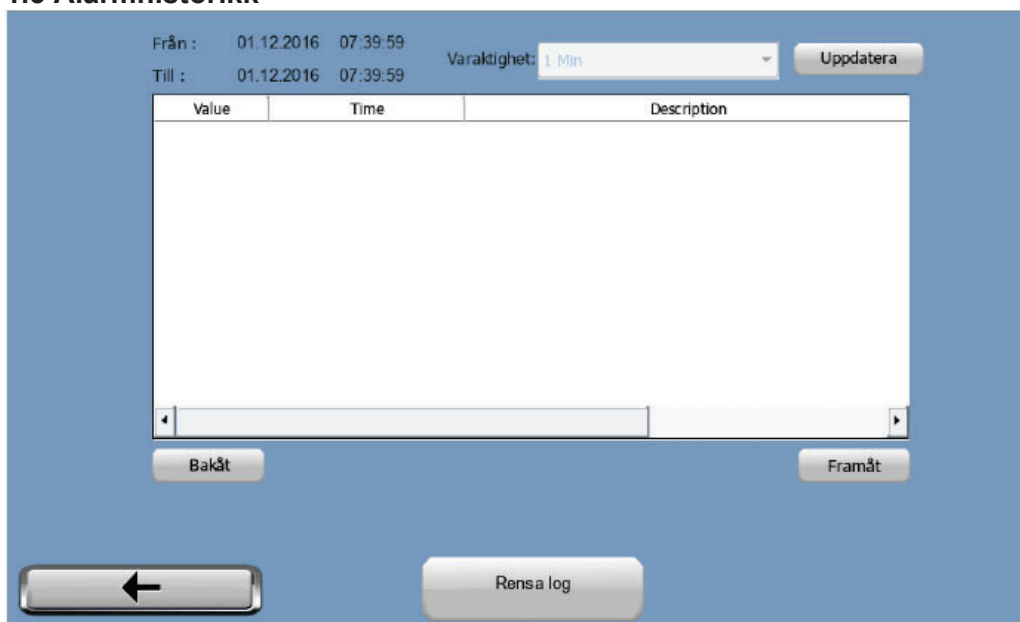 Från : 01.12.2016 07:39:59
Varaktighet: 1 Min Uppdatera
Till : 01.12.2016 07:39:59
Value Time Description
Bakåt Framåt
Rensa log